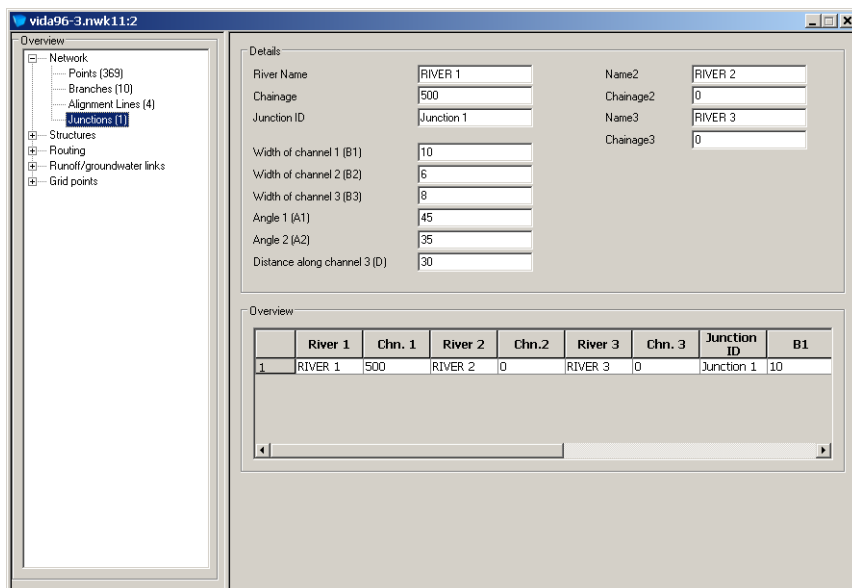 vida96-3.nwk11:2
Overview
Network
Points (369)
Branches (10)
Alignment Lines (4)
Junctions (1)
Structures
Routing
Runoff/groundwater links
Grid points
Details
River Name RIVER 1 Name2 RIVER 2
Chainage 500 Chainage2 0
Junction ID Junction 1 Name3 RIVER 3
Chainage3 0
Width of channel 1 (B1) 10
Width of channel 2 (B2) 6
Width of channel 3 (B3) 8
Angle 1 (A1) 45
Angle 2 (A2) 35
Distance along channel 3 (D) 30
Overview
River 1 Chn. 1 River 2 Chn.2 River 3 Chn. 3 Junction ID B1
1 RIVER 1 500 RIVER 2 0 RIVER 3 0 Junction 1 10